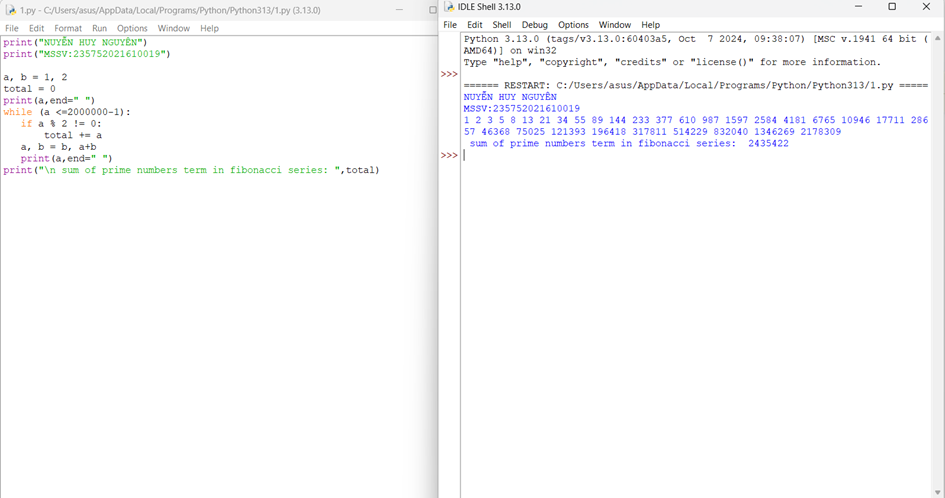 1.py - C:/Users/asus/AppData/Local/Programs/Python/Python313/1.py (3.13.0)
File Edit Format Run Options Window Help
print("NUYỄN HUY NGUYÊN")
print("MSSV:235752021610019")
a, b = 1, 2
total = 0
print(a,end=" ")
while (a <=2000000-1):
   if a % 2 != 0:
       total += a
   a, b = b, a+b
   print(a,end=" ")
print("\n sum of prime numbers term in fibonacci series: ",total)
IDLE Shell 3.13.0
File Edit Shell Debug Options Window Help
Python 3.13.0 (tags/v3.13.0:60403a5, Oct  7 2024, 09:38:07) [MSC v.1941 64 bit (
AMD64)] on win32
Type "help", "copyright", "credits" or "license()" for more information.
>>>
====== RESTART: C:/Users/asus/AppData/Local/Programs/Python/Python313/1.py =====
NUYỄN HUY NGUYÊN
MSSV:235752021610019
1 2 3 5 8 13 21 34 55 89 144 233 377 610 987 1597 2584 4181 6765 10946 17711 286
57 46368 75025 121393 196418 317811 514229 832040 1346269 2178309
 sum of prime numbers term in fibonacci series:  2435422
>>>